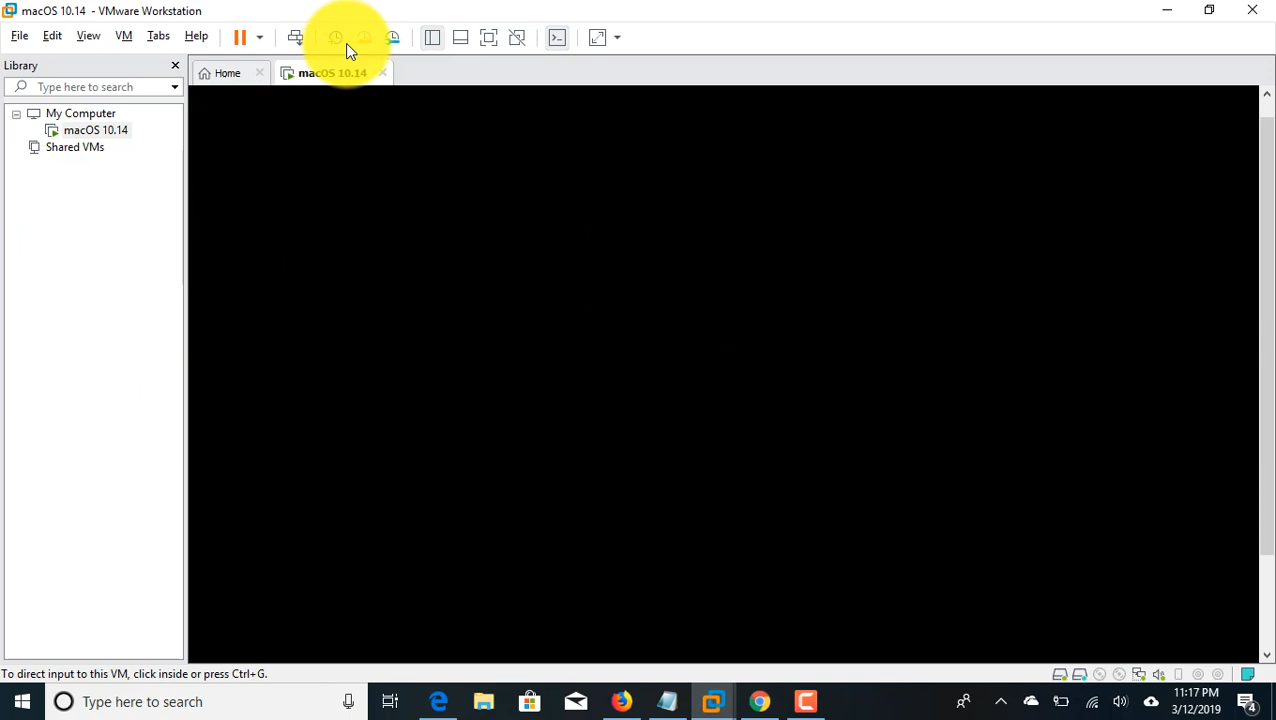 macOS 10.14 - VMware Workstation
File Edit View VM Tabs Help
Library
Home macOS 10.14
Type here to search
My Computer
macOS 10.14
Shared VMs
To direct input to this VM, click inside or press Ctrl+G.
Type here to search
11:17 PM
3/12/2019
4